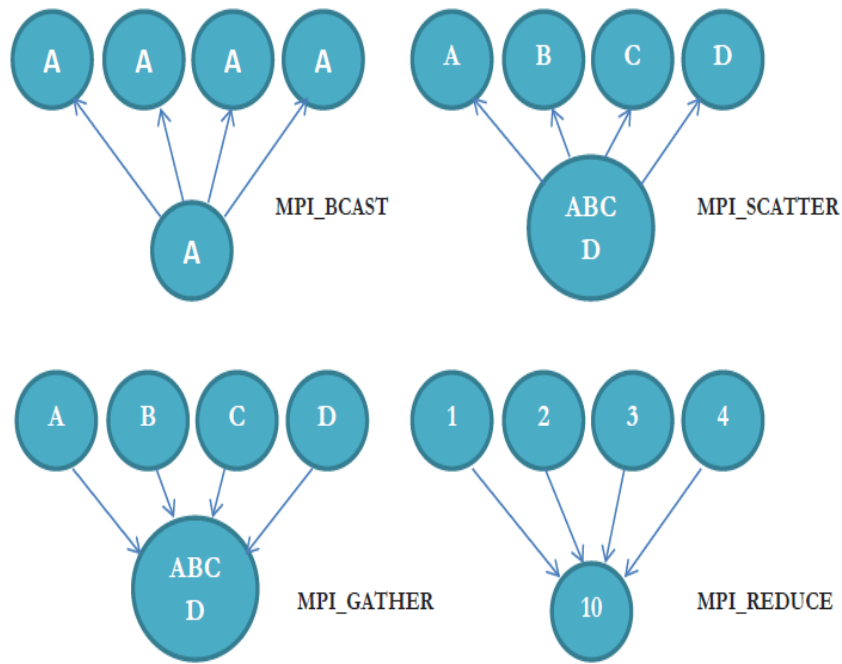 A A A A
A
MPI_BCAST
A B C D
ABC
D
MPI_SCATTER
A B C D
ABC
D
MPI_GATHER
1 2 3 4
10
MPI_REDUCE